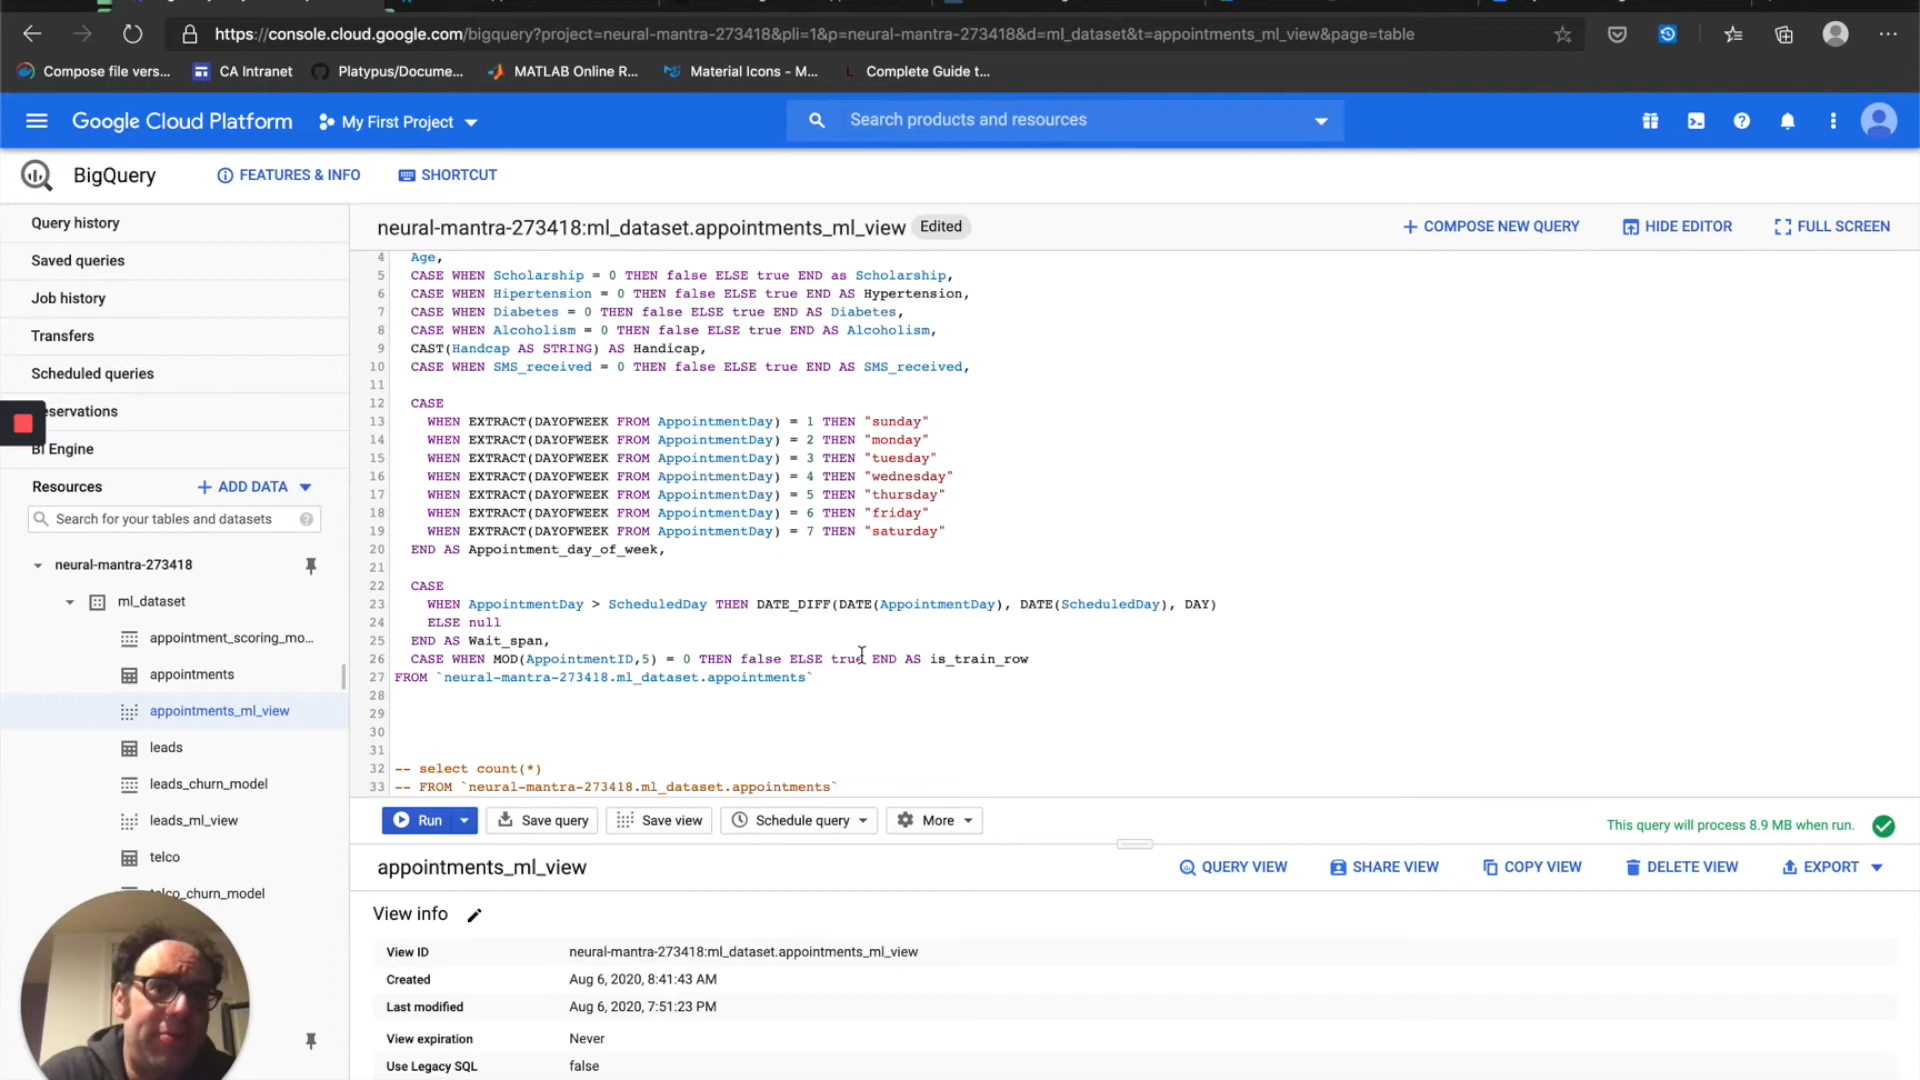 https://console.cloud.google.com/bigquery?project=neural-mantra-273418&pli=1&p=neural-mantra-273418&d=ml_dataset&t=appointments_ml_view&page=table
Compose file vers... CA Intranet Platypus/Docume... MATLAB Online R... Material Icons - M... Complete Guide t...
Google Cloud Platform My First Project Search products and resources
BigQuery FEATURES & INFO SHORTCUT
Query history
Saved queries
Job history
Transfers
Scheduled queries
eservations
BI Engine
Resources + ADD DATA
Search for your tables and datasets
neural-mantra-273418
ml_dataset
appointment_scoring_mo...
appointments
appointments_ml_view
leads
leads_churn_model
leads_ml_view
telco
telco_churn_model
neural-mantra-273418:ml_dataset.appointments_ml_view Edited + COMPOSE NEW QUERY HIDE EDITOR FULL SCREEN
4 Age,
5 CASE WHEN Scholarship = 0 THEN false ELSE true END as Scholarship,
6 CASE WHEN Hipertension = 0 THEN false ELSE true END AS Hypertension,
7 CASE WHEN Diabetes = 0 THEN false ELSE true END AS Diabetes,
8 CASE WHEN Alcoholism = 0 THEN false ELSE true END AS Alcoholism,
9 CAST(Handcap AS STRING) AS Handicap,
10 CASE WHEN SMS_received = 0 THEN false ELSE true END AS SMS_received,
11
12 CASE
13 WHEN EXTRACT(DAYOFWEEK FROM AppointmentDay) = 1 THEN "sunday"
14 WHEN EXTRACT(DAYOFWEEK FROM AppointmentDay) = 2 THEN "monday"
15 WHEN EXTRACT(DAYOFWEEK FROM AppointmentDay) = 3 THEN "tuesday"
16 WHEN EXTRACT(DAYOFWEEK FROM AppointmentDay) = 4 THEN "wednesday"
17 WHEN EXTRACT(DAYOFWEEK FROM AppointmentDay) = 5 THEN "thursday"
18 WHEN EXTRACT(DAYOFWEEK FROM AppointmentDay) = 6 THEN "friday"
19 WHEN EXTRACT(DAYOFWEEK FROM AppointmentDay) = 7 THEN "saturday"
20 END AS Appointment_day_of_week,
21
22 CASE
23 WHEN AppointmentDay > ScheduledDay THEN DATE_DIFF(DATE(AppointmentDay), DATE(ScheduledDay), DAY)
24 ELSE null
25 END AS Wait_span,
26 CASE WHEN MOD(AppointmentID,5) = 0 THEN false ELSE true END AS is_train_row
27 FROM `neural-mantra-273418.ml_dataset.appointments`
28
29
30
31
32 -- select count(*)
33 -- FROM `neural-mantra-273418.ml_dataset.appointments`
Run Save query Save view Schedule query More This query will process 8.9 MB when run.
appointments_ml_view QUERY VIEW SHARE VIEW COPY VIEW DELETE VIEW EXPORT
View info
View ID neural-mantra-273418:ml_dataset.appointments_ml_view
Created Aug 6, 2020, 8:41:43 AM
Last modified Aug 6, 2020, 7:51:23 PM
View expiration Never
Use Legacy SQL false